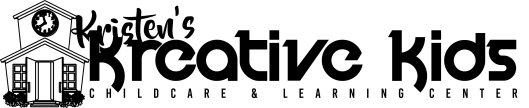 Kristen's
Kreative Kids
CHILDCARE & LEARNING CENTER